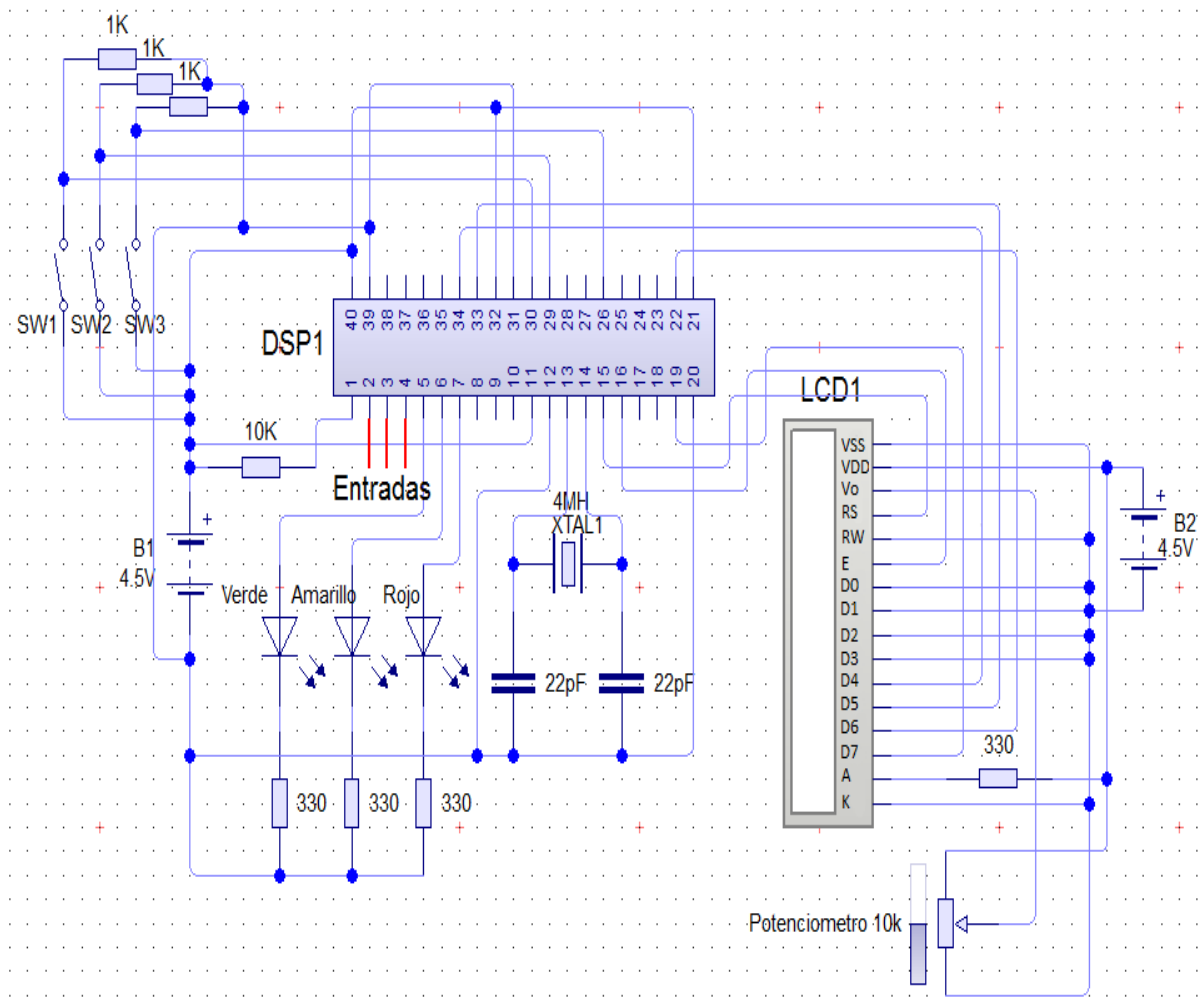 1K
1K
1K
SW1 SW2 SW3
DSP1
40 39 38 37 36 35 34 33 32 31 30 29 28 27 26 25 24 23 22 21
1 2 3 4 5 6 7 8 9 10 11 12 13 14 15 16 17 18 19 20
10K
Entradas
4MH
XTAL1
+
B1
4.5V
Verde Amarillo Rojo
22pF 22pF
330 330 330
LCD1
VSS
VDD
Vo
RS
RW
E
D0
D1
D2
D3
D4
D5
D6
D7
A
K
+
B2
4.5V
330
Potenciometro 10k